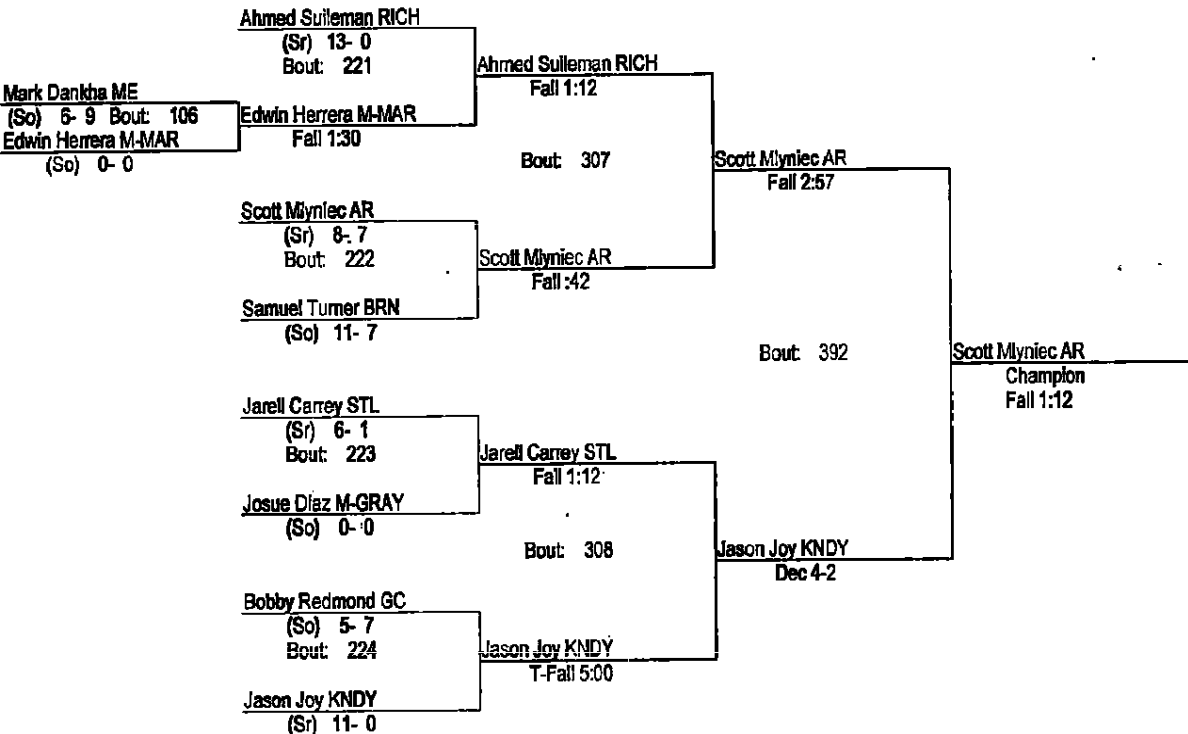 Ahmed Suileman RICH
(Sr) 13- 0
Bout: 221
Ahmed Suileman RICH
Fall 1:12
Mark Dankha ME
(So) 6- 9 Bout: 106
Edwin Herrera M-MAR
(So) 0- 0
Edwin Herrera M-MAR
Fall 1:30
Bout: 307
Scott Mlyniec AR
Fall 2:57
Scott Mlyniec AR
(Sr) 8- 7
Bout: 222
Scott Mlyniec AR
Fall :42
Samuel Turner BRN
(So) 11- 7
Bout: 392
Scott Mlyniec AR
Champion
Fall 1:12
Jarell Carrey STL
(Sr) 6- 1
Bout: 223
Jarell Carrey STL
Fall 1:12
Josue Diaz M-GRAY
(So) 0- 0
Bout: 308
Jason Joy KNDY
Dec 4-2
Bobby Redmond GC
(So) 5- 7
Bout: 224
Jason Joy KNDY
T-Fall 5:00
Jason Joy KNDY
(Sr) 11- 0